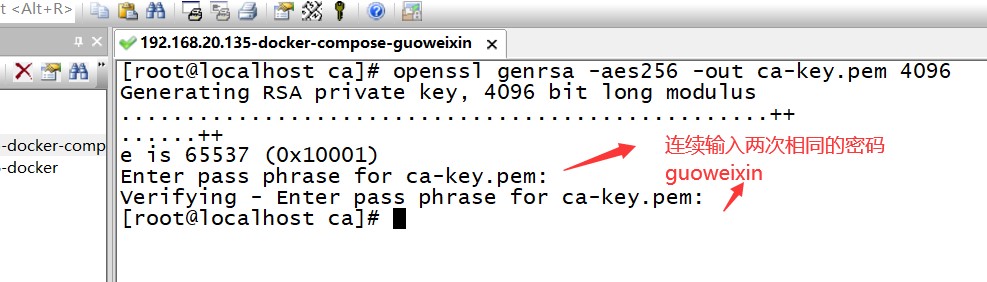 t <Alt+R>
192.168.20.135-docker-compose-guoweixin
[root@localhost ca]# openssl genrsa -aes256 -out ca-key.pem 4096
Generating RSA private key, 4096 bit long modulus
......................................................++
......++
e is 65537 (0x10001)
Enter pass phrase for ca-key.pem:
Verifying - Enter pass phrase for ca-key.pem:
[root@localhost ca]#
连续输入两次相同的密码
guoweixin
-docker-comp
-docker